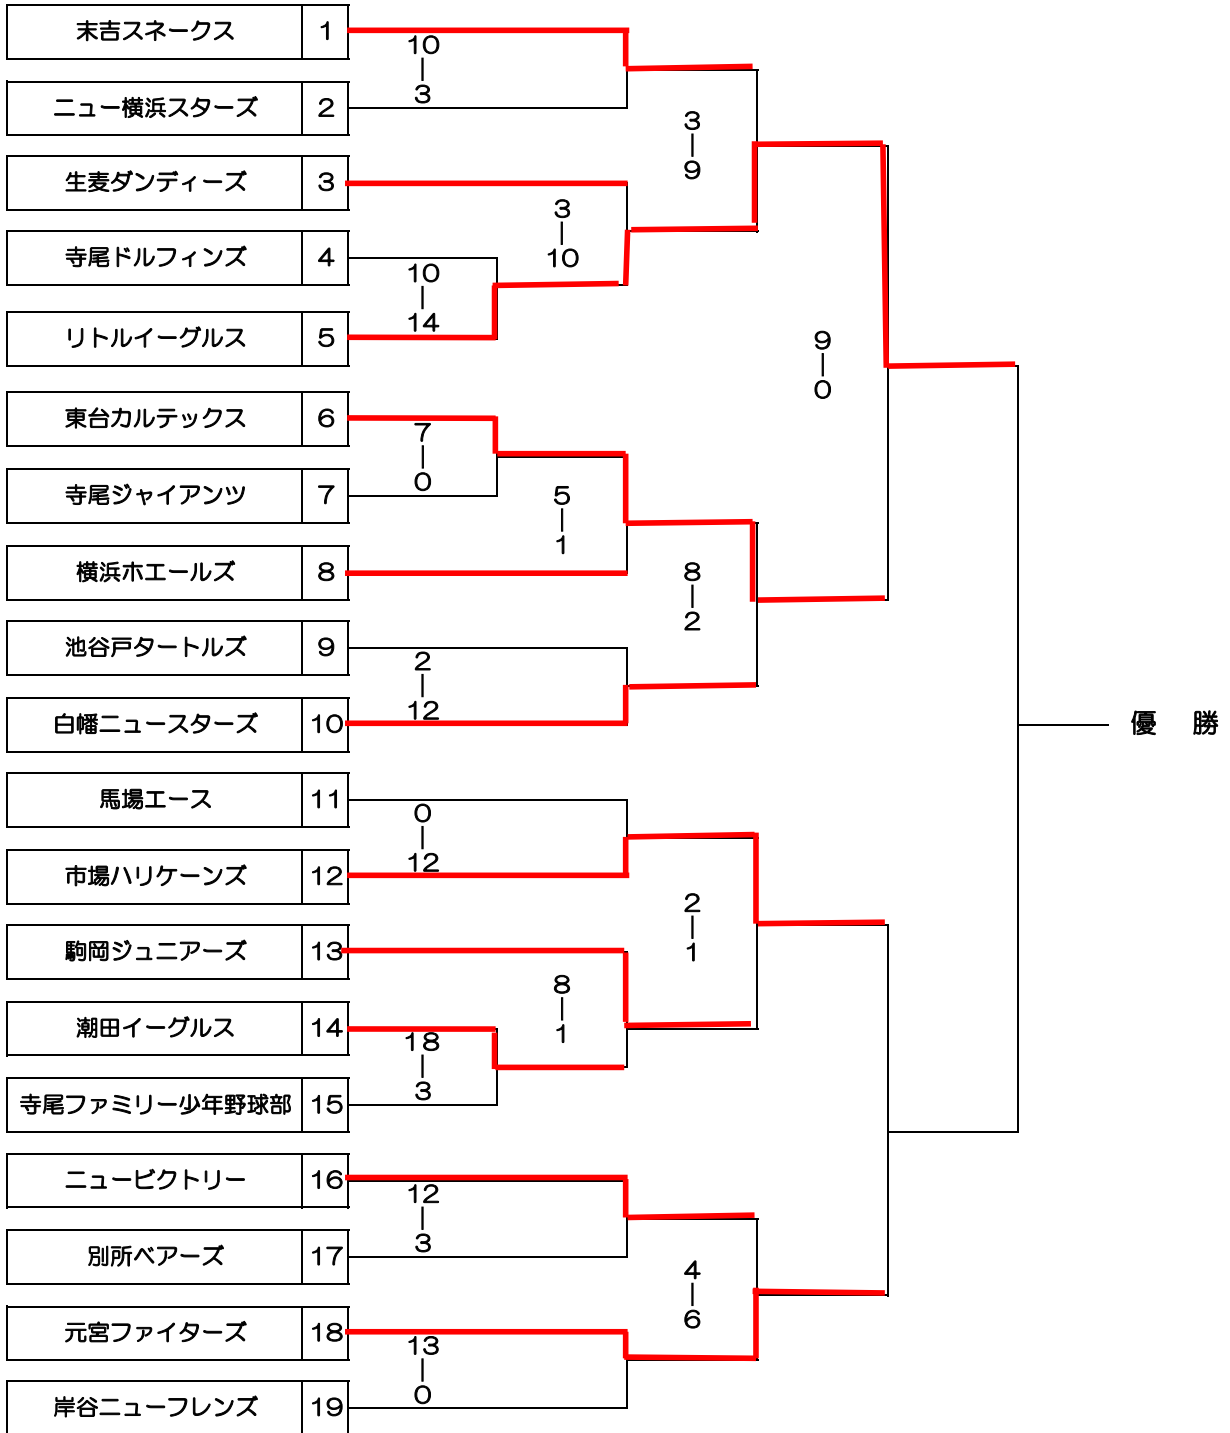 末吉スネークス 1
10
|
3
ニュー横浜スターズ 2
3
|
9
生麦ダンディーズ 3
3
|
10
寺尾ドルフィンズ 4
10
|
14
リトルイーグルス 5
9
|
0
東台カルテックス 6
7
|
0
寺尾ジャイアンツ 7
5
|
1
横浜ホエールズ 8
8
|
2
池谷戸タートルズ 9
2
|
12
白幡ニュースターズ 10
優 勝
馬場エース 11
0
|
12
市場ハリケーンズ 12
2
|
1
駒岡ジュニアーズ 13
8
|
1
潮田イーグルス 14
18
|
3
寺尾ファミリー少年野球部 15
ニュービクトリー 16
12
|
3
別所ベアーズ 17
4
|
6
元宮ファイターズ 18
13
|
0
岸谷ニューフレンズ 19